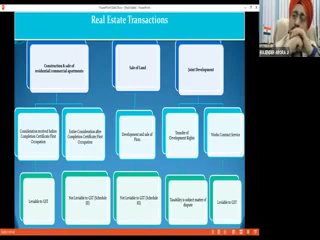 Real Estate Transactions
Construction & sale of
residential commercial apartments
Sale of Land
Joint Development
Consideration received before
Completion Certificate/First
Occupation
Entire Consideration after
Completion Certificate/First
Occupation
Development and sale of
Plots
Transfer of
Development Rights
Works Contract Service
Leviable to GST
Not Leviable to GST (Schedule
III)
Not Leviable to GST (Schedule
III)
Taxability is subject matter of
dispute
Leviable to GST